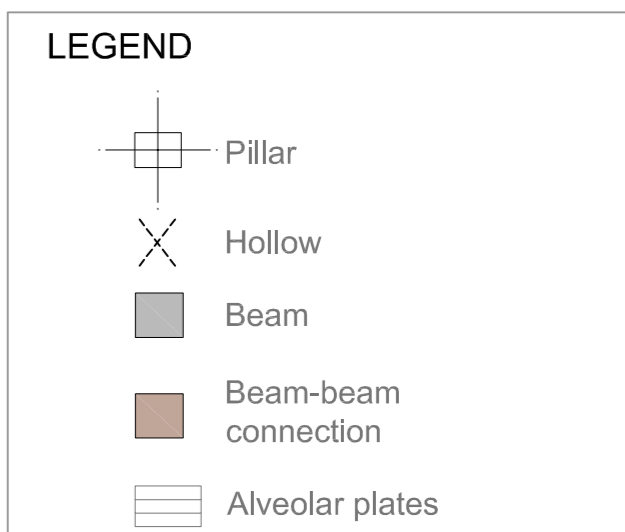 LEGEND
Pillar
Hollow
Beam
Beam-beam
connection
Alveolar plates